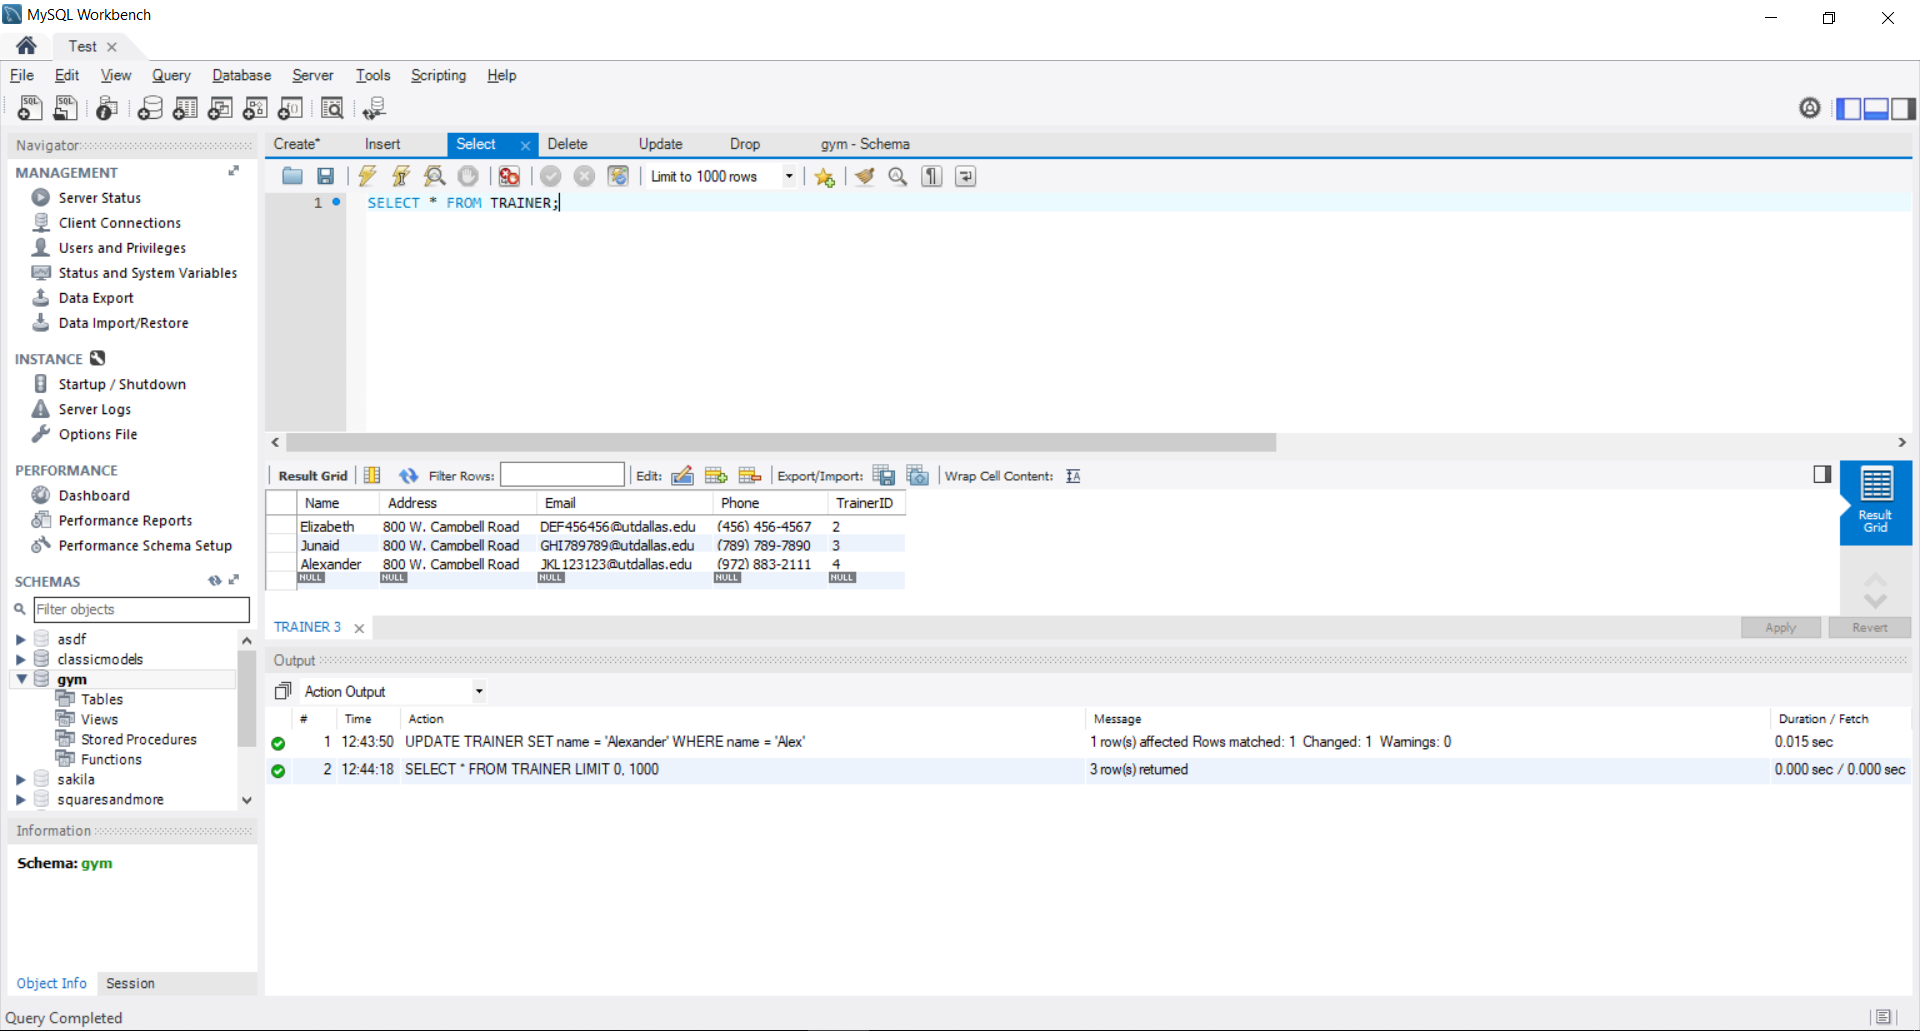 MySQL Workbench
Test
File Edit View Query Database Server Tools Scripting Help
Navigator
MANAGEMENT
Server Status
Client Connections
Users and Privileges
Status and System Variables
Data Export
Data Import/Restore
INSTANCE
Startup / Shutdown
Server Logs
Options File
PERFORMANCE
Dashboard
Performance Reports
Performance Schema Setup
SCHEMAS
Filter objects
asdf
classicmodels
gym
Tables
Views
Stored Procedures
Functions
sakila
squaresandmore
Information
Schema: gym
Object Info Session
Create* Insert Select Delete Update Drop gym - Schema
Limit to 1000 rows
1 SELECT * FROM TRAINER;
Result Grid Filter Rows: Edit: Export/Import: Wrap Cell Content:
Name Address Email Phone TrainerID
Elizabeth 800 W. Campbell Road DEF456456@utdallas.edu (456) 456-4567 2
Junaid 800 W. Campbell Road GHI789789@utdallas.edu (789) 789-7890 3
Alexander 800 W. Campbell Road JKL123123@utdallas.edu (972) 883-2111 4
NULL NULL NULL NULL NULL
Result
Grid
TRAINER 3
Apply Revert
Output
Action Output
# Time Action Message Duration / Fetch
1 12:43:50 UPDATE TRAINER SET name = 'Alexander' WHERE name = 'Alex' 1 row(s) affected Rows matched: 1 Changed: 1 Warnings: 0 0.015 sec
2 12:44:18 SELECT * FROM TRAINER LIMIT 0, 1000 3 row(s) returned 0.000 sec / 0.000 sec
Query Completed